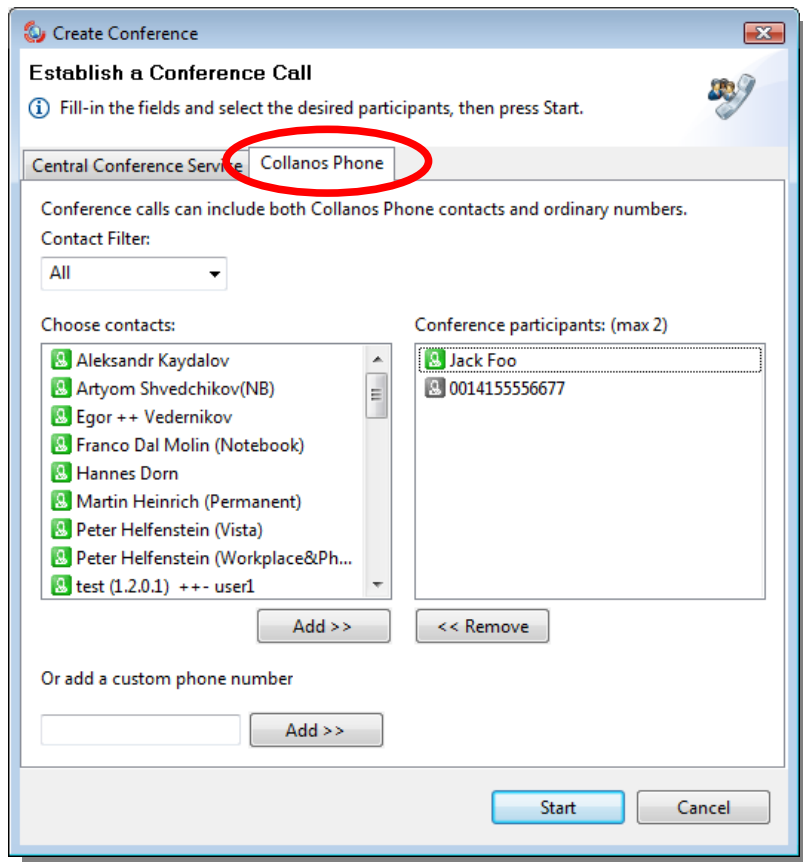 Create Conference
Establish a Conference Call
Fill-in the fields and select the desired participants, then press Start.
Central Conference Service
Collanos Phone
Conference calls can include both Collanos Phone contacts and ordinary numbers.
Contact Filter:
All
Choose contacts:
Aleksandr Kaydalov
Artyom Shvedchikov(NB)
Egor ++ Vedernikov
Franco Dal Molin (Notebook)
Hannes Dorn
Martin Heinrich (Permanent)
Peter Helfenstein (Vista)
Peter Helfenstein (Workplace&Ph...
test (1.2.0.1) ++- user1
Add >>
Conference participants: (max 2)
Jack Foo
0014155556677
<< Remove
Or add a custom phone number
Add >>
Start
Cancel